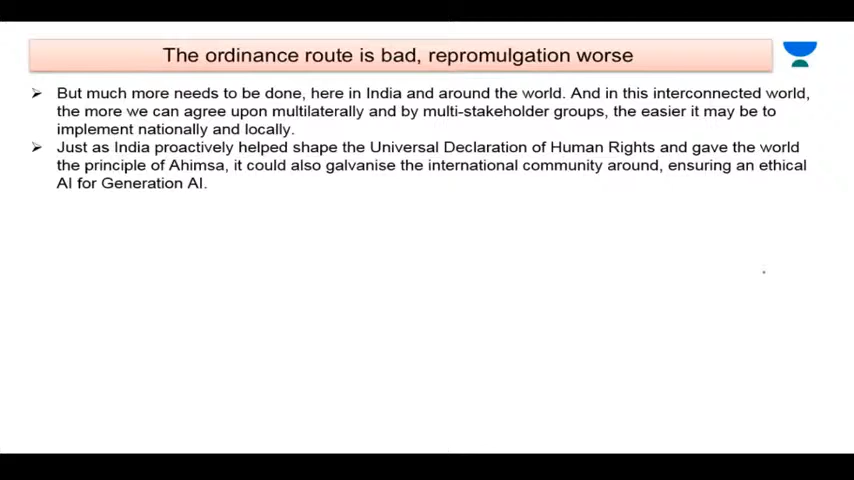 The ordinance route is bad, repromulgation worse
➢ But much more needs to be done, here in India and around the world. And in this interconnected world,
the more we can agree upon multilaterally and by multi-stakeholder groups, the easier it may be to
implement nationally and locally.
➢ Just as India proactively helped shape the Universal Declaration of Human Rights and gave the world
the principle of Ahimsa, it could also galvanise the international community around, ensuring an ethical
AI for Generation AI.